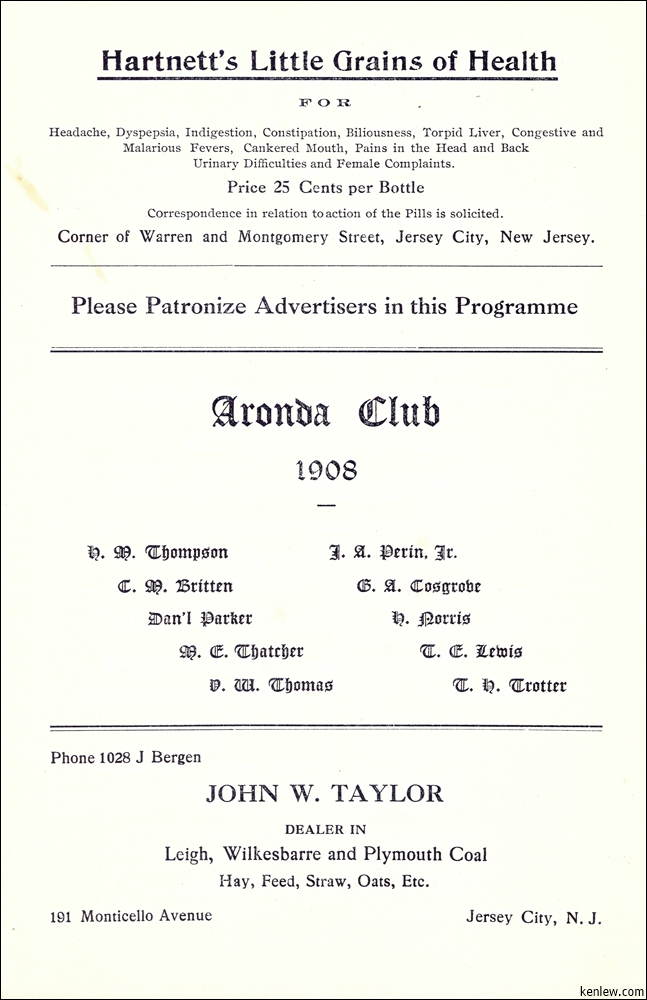 Hartnett's Little Grains of Health
FOR
Headache, Dyspepsia, Indigestion, Constipation, Biliousness, Torpid Liver, Congestive and
Malarious Fevers, Cankered Mouth, Pains in the Head and Back
Urinary Difficulties and Female Complaints.
Price 25 Cents per Bottle
Correspondence in relation to action of the Pills is solicited.
Corner of Warren and Montgomery Street, Jersey City, New Jersey.
Please Patronize Advertisers in this Programme
Aronda Club
1908
H. M. Thompson J. A. Perin, Jr.
C. M. Britten G. A. Cosgrove
Dan'l Parker H. Norris
M. E. Thatcher T. E. Lewis
V. W. Thomas T. H. Trotter
Phone 1028 J Bergen
JOHN W. TAYLOR
DEALER IN
Leigh, Wilkesbarre and Plymouth Coal
Hay, Feed, Straw, Oats, Etc.
191 Monticello Avenue Jersey City, N. J.
kenlew.com